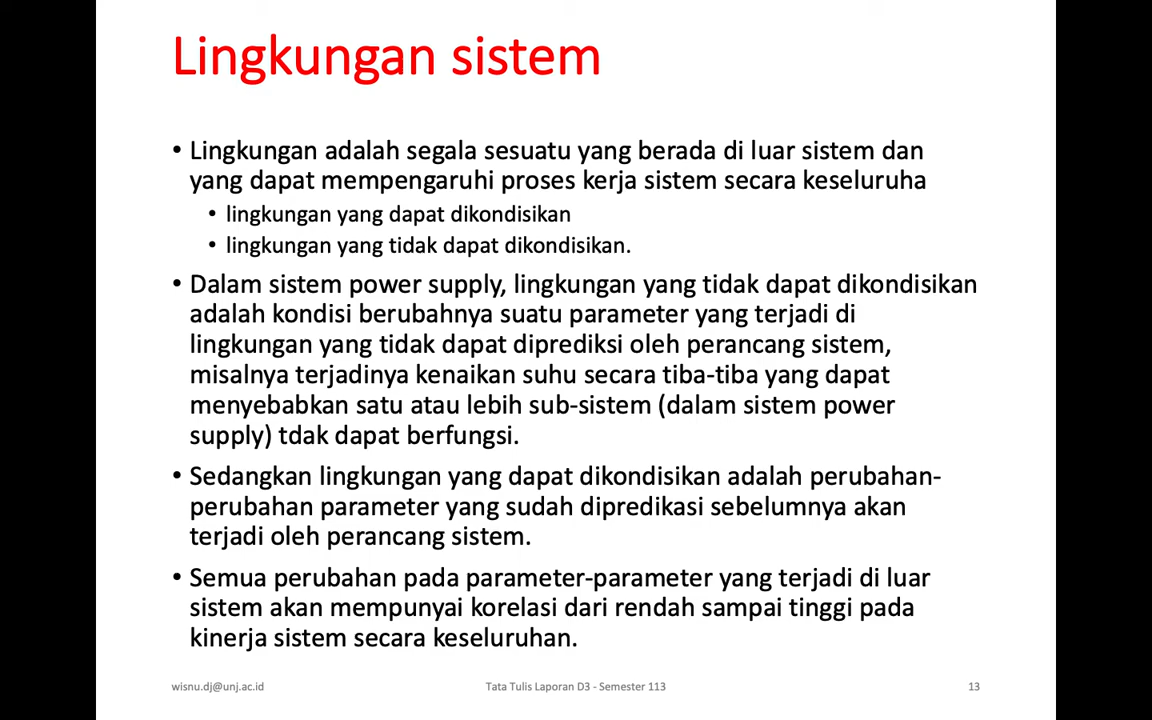 Lingkungan sistem
• Lingkungan adalah segala sesuatu yang berada di luar sistem dan
yang dapat mempengaruhi proses kerja sistem secara keseluruha
• lingkungan yang dapat dikondisikan
• lingkungan yang tidak dapat dikondisikan.
• Dalam sistem power supply, lingkungan yang tidak dapat dikondisikan
adalah kondisi berubahnya suatu parameter yang terjadi di
lingkungan yang tidak dapat diprediksi oleh perancang sistem,
misalnya terjadinya kenaikan suhu secara tiba-tiba yang dapat
menyebabkan satu atau lebih sub-sistem (dalam sistem power
supply) tdak dapat berfungsi.
• Sedangkan lingkungan yang dapat dikondisikan adalah perubahan-
perubahan parameter yang sudah dipredikasi sebelumnya akan
terjadi oleh perancang sistem.
• Semua perubahan pada parameter-parameter yang terjadi di luar
sistem akan mempunyai korelasi dari rendah sampai tinggi pada
kinerja sistem secara keseluruhan.
wisnu.dj@unj.ac.id
Tata Tulis Laporan D3 - Semester 113
13